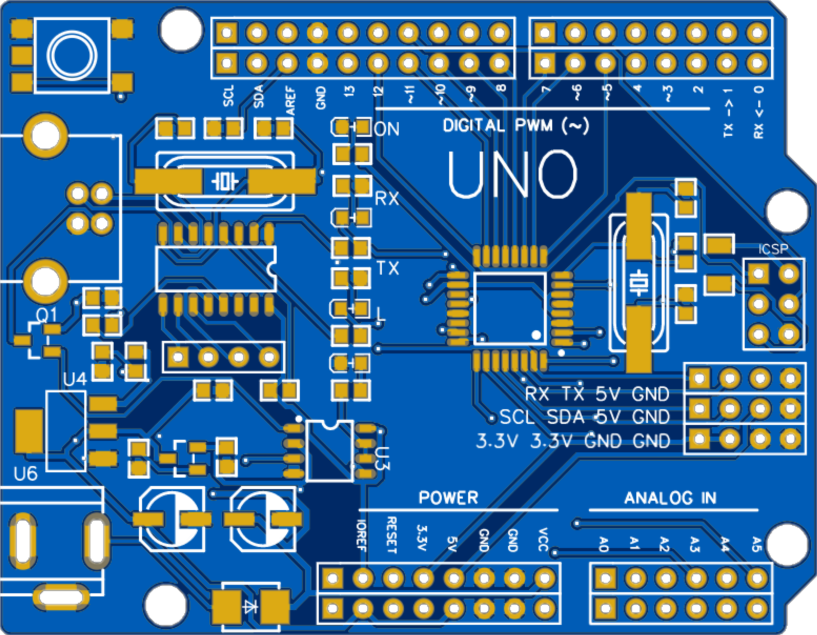 SCL SDA AREF GND 13 12 ~11 ~10 ~9 8 7 ~6 ~5 4 ~3 2 TX -> 1 RX <- 0
DIGITAL PWM (~)
ON
UNO
RX
ICSP
TX
L
Q1
U4
RX TX 5V GND
SCL SDA 5V GND
3.3V 3.3V GND GND
U3
U6
POWER
ANALOG IN
IOREF RESET 3.3V 5V GND GND VCC
A0 A1 A2 A3 A4 A5